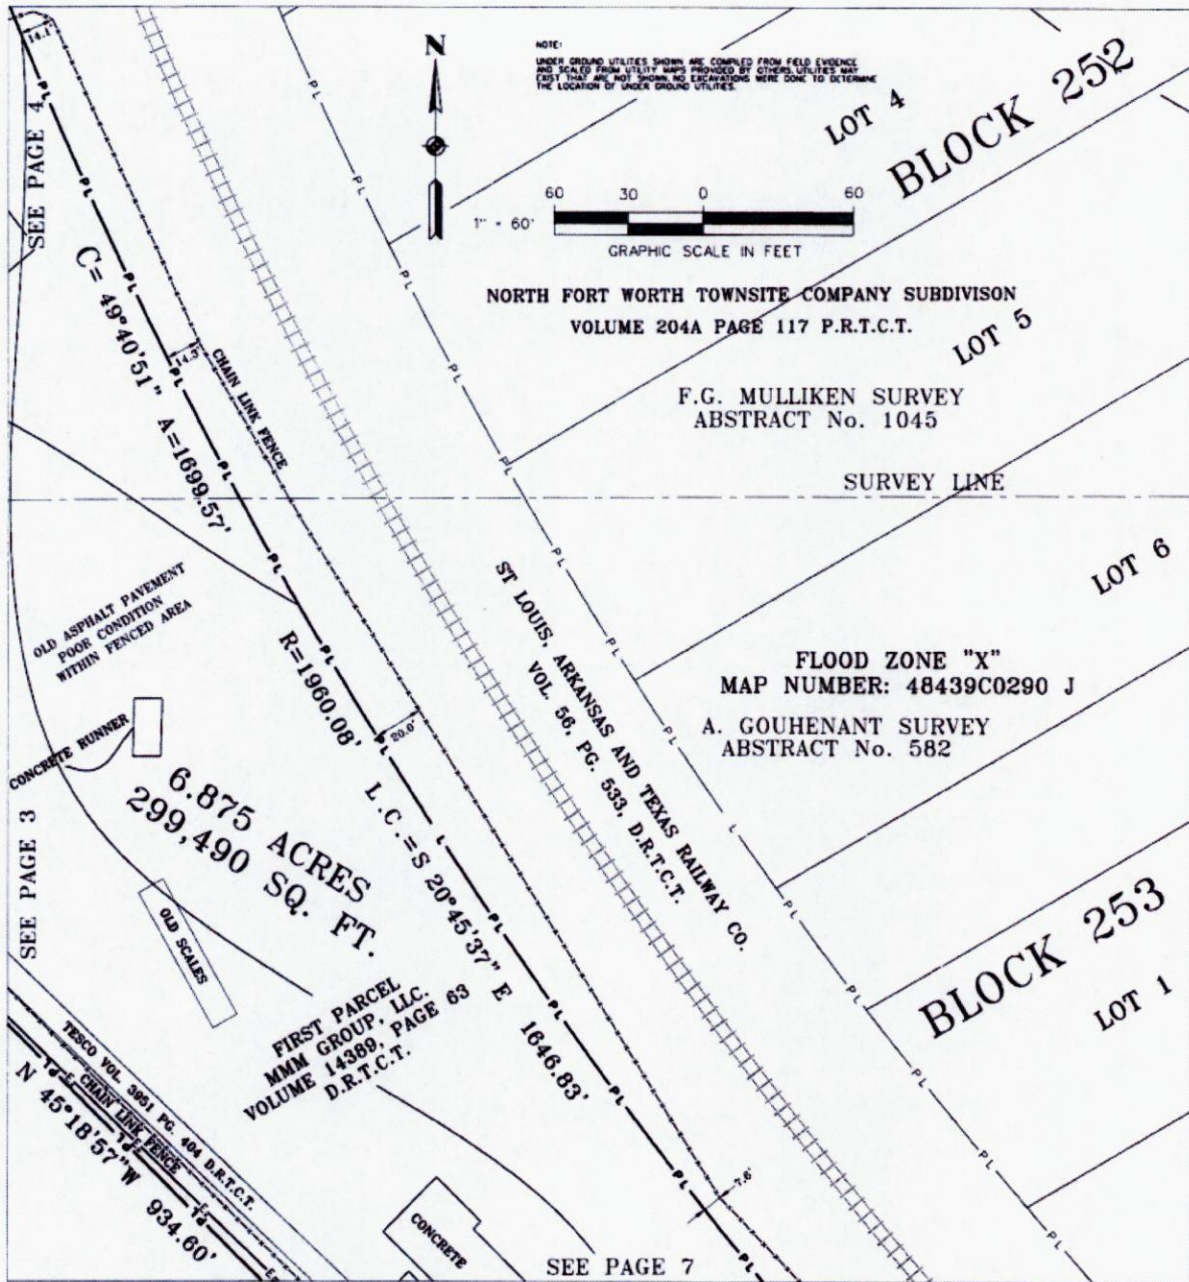 14.1'
SEE PAGE 4
N
NOTE:
UNDER GROUND UTILITIES SHOWN ARE COMPILED FROM FIELD EVIDENCE
AND SCALED FROM UTILITY MAPS PROVIDED BY OTHERS. UTILITIES MAY
EXIST THAT ARE NOT SHOWN. NO EXCAVATIONS WERE DONE TO DETERMINE
THE LOCATION OF UNDER GROUND UTILITIES.
LOT 4
BLOCK 252
60 30 0 60
1" - 60'
GRAPHIC SCALE IN FEET
NORTH FORT WORTH TOWNSITE COMPANY SUBDIVISON
VOLUME 204A PAGE 117 P.R.T.C.T.
LOT 5
F.G. MULLIKEN SURVEY
ABSTRACT No. 1045
SURVEY LINE
C= 49°40'51" A=1699.57'
CHAIN LINK FENCE
R=1960.08' L.C.=S 20°45'37" E 1646.83'
20.0'
OLD ASPHALT PAVEMENT
POOR CONDITION
WITHIN FENCED AREA
CONCRETE RUNNER
ST LOUIS, ARKANSAS AND TEXAS RAILWAY CO.
VOL. 56, PG. 533, D.R.T.C.T.
LOT 6
FLOOD ZONE "X"
MAP NUMBER: 48439C0290 J
A. GOUHENANT SURVEY
ABSTRACT No. 582
6.875 ACRES
299,490 SQ. FT.
SEE PAGE 3
OLD SCALES
FIRST PARCEL
MMM GROUP, LLC.
VOLUME 14389, PAGE 63
D.R.T.C.T.
BLOCK 253
LOT 1
TESCO VOL. 3951 PG. 404 D.R.T.C.T.
CHAIN LINE FENCE
N 45°18'57"W 934.60'
7.6'
CONCRETE
SEE PAGE 7